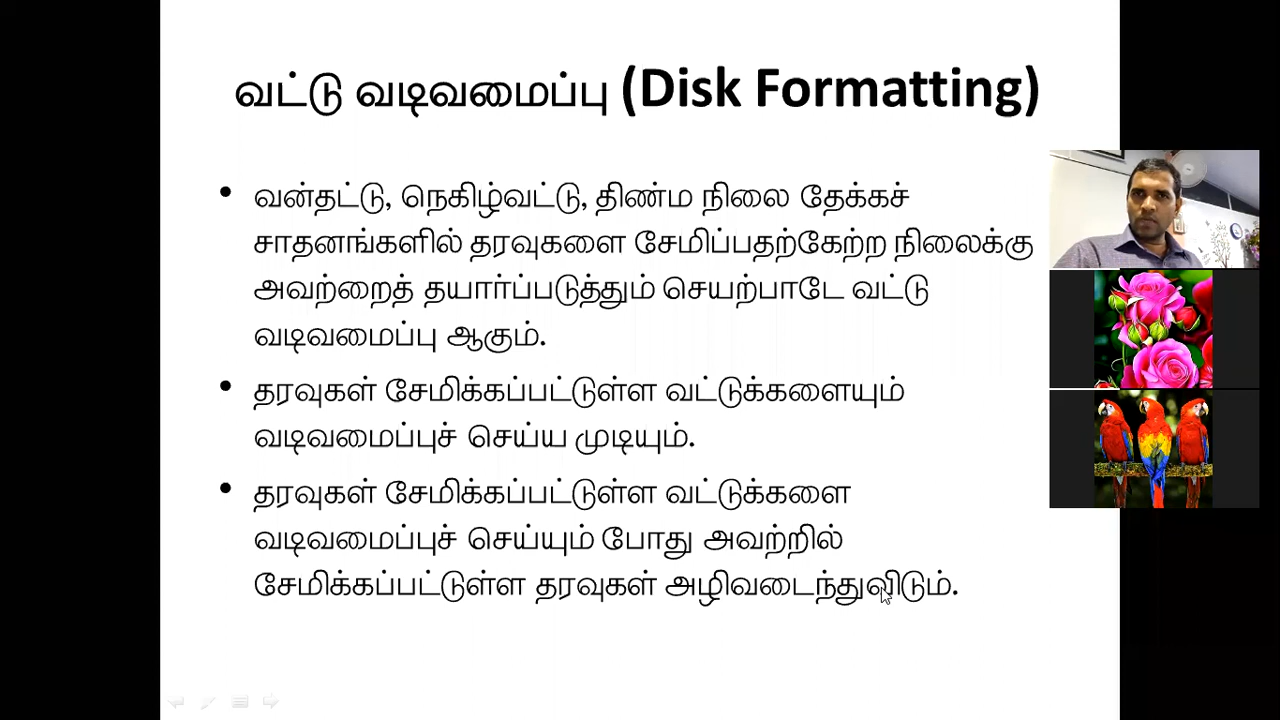 வட்டு வடிவமைப்பு (Disk Formatting)
• வன்தட்டு, நெகிழ்வட்டு, திண்ம நிலை தேக்கச்
சாதனங்களில் தரவுகளை சேமிப்பதற்கேற்ற நிலைக்கு
அவற்றைத் தயார்ப்படுத்தும் செயற்பாடே வட்டு
வடிவமைப்பு ஆகும்.
• தரவுகள் சேமிக்கப்பட்டுள்ள வட்டுக்களையும்
வடிவமைப்புச் செய்ய முடியும்.
• தரவுகள் சேமிக்கப்பட்டுள்ள வட்டுக்களை
வடிவமைப்புச் செய்யும் போது அவற்றில்
சேமிக்கப்பட்டுள்ள தரவுகள் அழிவடைந்துவிடும்.